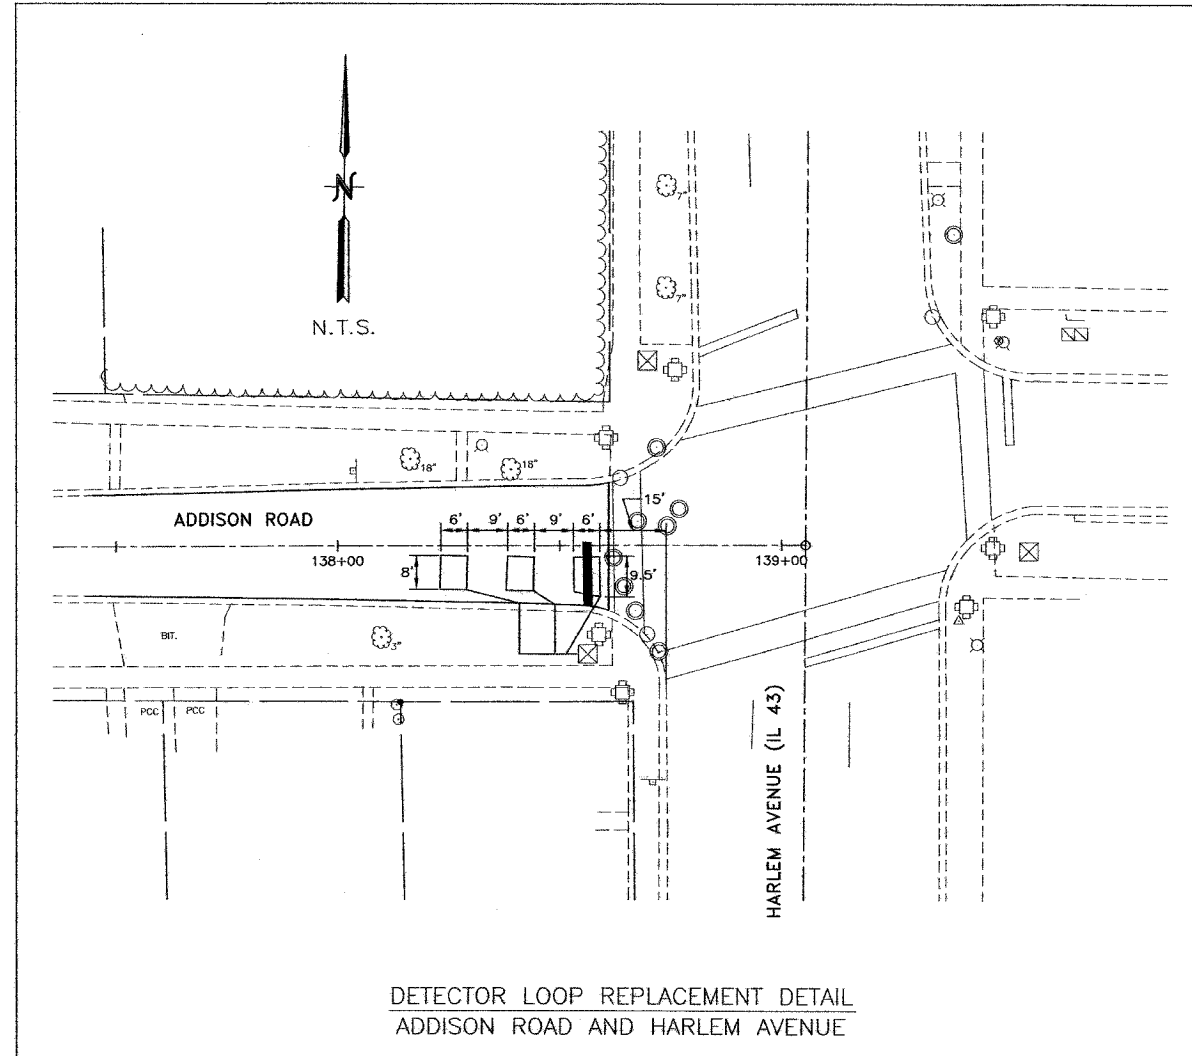 N
N.T.S.
7"
7"
18"
18"
15'
ADDISON ROAD
6' 9' 6' 9' 6'
138+00
139+00
8'
9.5'
BIT.
3"
PCC
PCC
HARLEM AVENUE (IL 43)
DETECTOR LOOP REPLACEMENT DETAIL
ADDISON ROAD AND HARLEM AVENUE